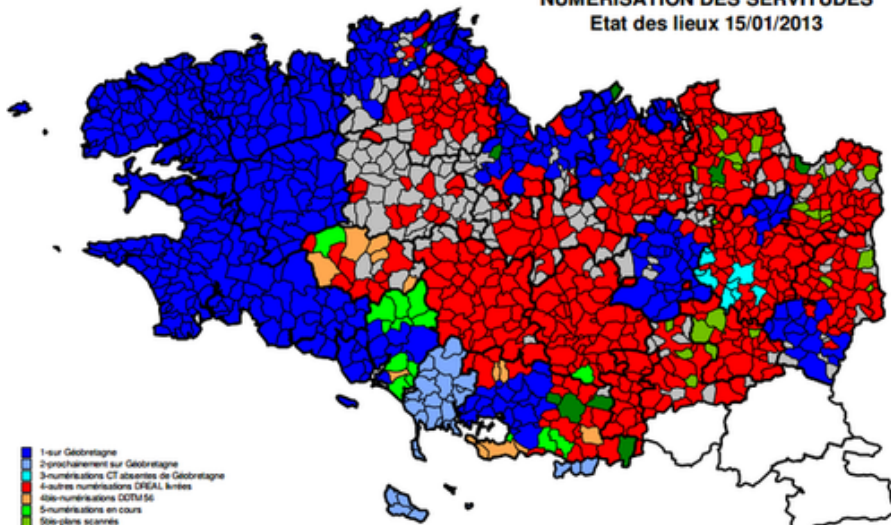 NUMERISATION DES SERVITUDES
Etat des lieux 15/01/2013
1-sur Géobretagne
2-prochainement sur Géobretagne
3-numérisations CT absentes de Géobretagne
4-autres numérisations DREAL livrées
4bis-numérisations DDTM 56
5-numérisations en cours
5bis-plans scannés